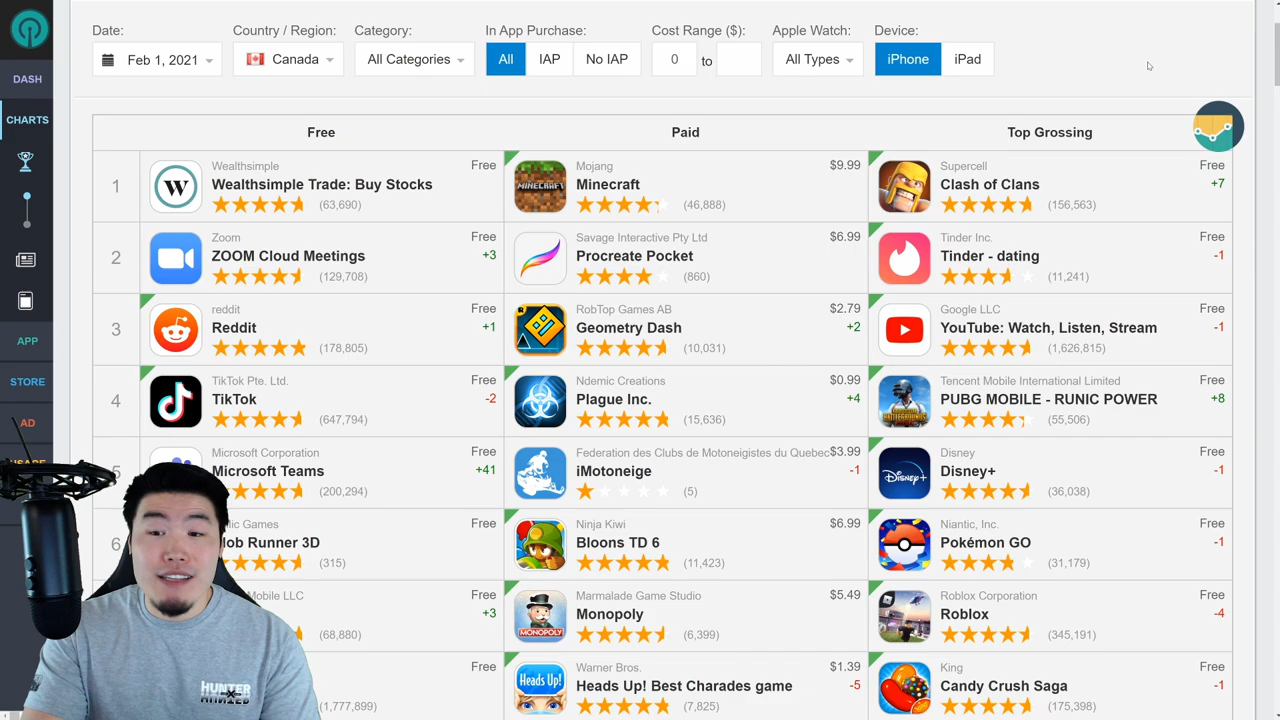 Date: Country / Region: Category: In App Purchase: Cost Range ($): Apple Watch: Device:
Feb 1, 2021 Canada All Categories All IAP No IAP 0 to All Types iPhone iPad
DASH
CHARTS
APP
STORE
AD
Free Paid Top Grossing
1
Wealthsimple Free
Wealthsimple Trade: Buy Stocks
(63,690)
Mojang $9.99
Minecraft
MINECRAFT
(46,888)
Supercell Free
Clash of Clans +7
(156,563)
2
Zoom Free
ZOOM Cloud Meetings +3
(129,708)
Savage Interactive Pty Ltd $6.99
Procreate Pocket
(860)
Tinder Inc. Free
Tinder - dating -1
(11,241)
3
reddit Free
Reddit +1
(178,805)
RobTop Games AB $2.79
Geometry Dash +2
(10,031)
Google LLC Free
YouTube: Watch, Listen, Stream -1
(1,626,815)
4
TikTok Pte. Ltd. Free
TikTok -2
(647,794)
Ndemic Creations $0.99
Plague Inc. +4
(15,636)
Tencent Mobile International Limited Free
PUBG MOBILE - RUNIC POWER +8
(55,506)
5
Microsoft Corporation Free
Microsoft Teams +41
(200,294)
Federation des Clubs de Motoneigistes du Quebec $3.99
iMotoneige -1
(5)
Disney Free
Disney+ -1
Disney+
(36,038)
6
Games Free
Runner 3D
(315)
Ninja Kiwi $6.99
Bloons TD 6
(11,423)
Niantic, Inc. Free
Pokémon GO -1
(31,179)
Mobile LLC Free
+3
(68,880)
Marmalade Game Studio $5.49
Monopoly
MONOPOLY
(6,399)
Roblox Corporation Free
Roblox -4
(345,191)
Free
(1,777,899)
Warner Bros. $1.39
Heads Up! Best Charades game -5
Heads Up!
(7,825)
King Free
Candy Crush Saga -1
(175,398)
HUNTER
HUNTED